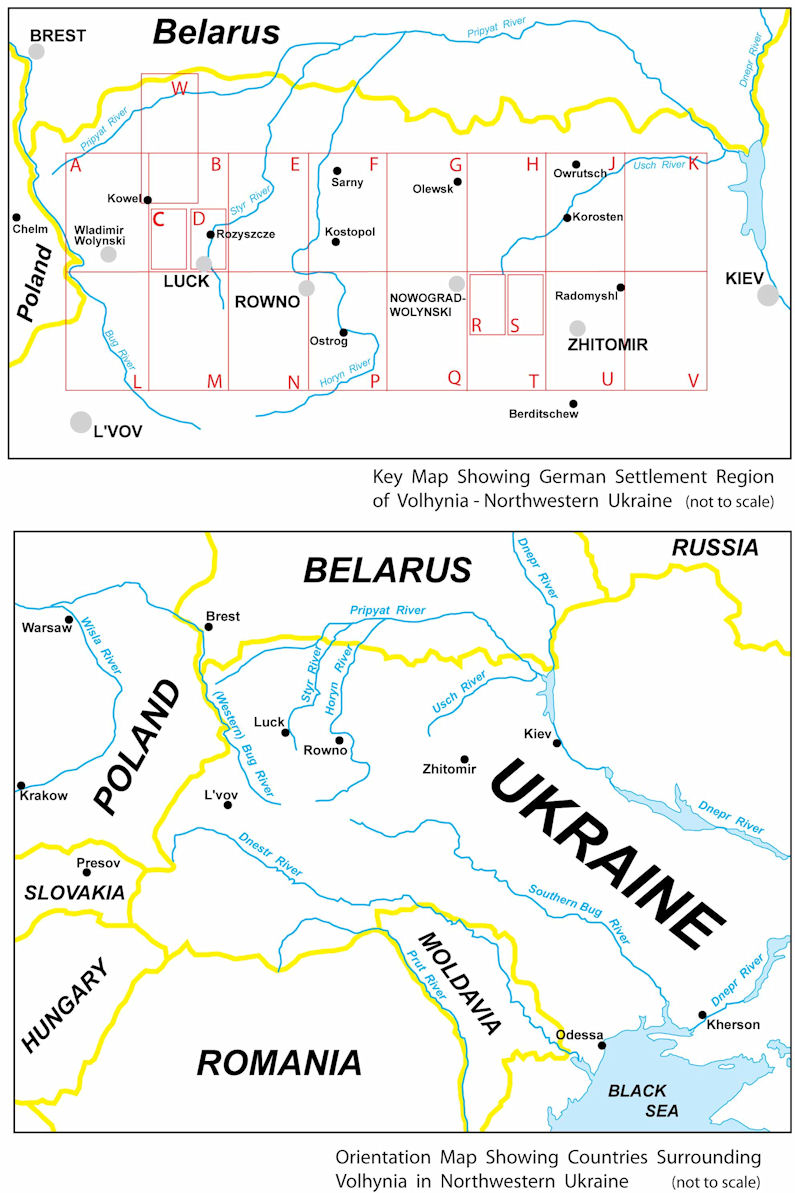 BREST
Belarus
Pripyat River
Dnepr River
W
Pripyat River
A
B
E
F
G
H
J
Usch River
K
Sarny
Olewsk
Owrutsch
Kowel
Styr River
Chelm
C
D
Korosten
Wladimir
Wolynski
Rozyszcze
Kostopol
Poland
LUCK
ROWNO
NOWOGRAD-
WOLYNSKI
Radomyshl
KIEV
R
S
Bug River
Ostrog
ZHITOMIR
Horyn River
L
M
N
P
Q
T
U
V
L'VOV
Berditschew
Key Map Showing German Settlement Region
of Volhynia - Northwestern Ukraine (not to scale)
BELARUS
Dnepr River
RUSSIA
Warsaw
Wisla River
Brest
Pripyat River
Styr River
Horyn River
Usch River
(Western) Bug River
POLAND
Luck
Rowno
Kiev
Zhitomir
Krakow
L'vov
UKRAINE
Dnepr River
Dnestr River
Presov
SLOVAKIA
Southern Bug River
HUNGARY
MOLDAVIA
Prut River
Dnepr River
Kherson
Odessa
ROMANIA
BLACK
SEA
Orientation Map Showing Countries Surrounding
Volhynia in Northwestern Ukraine (not to scale)